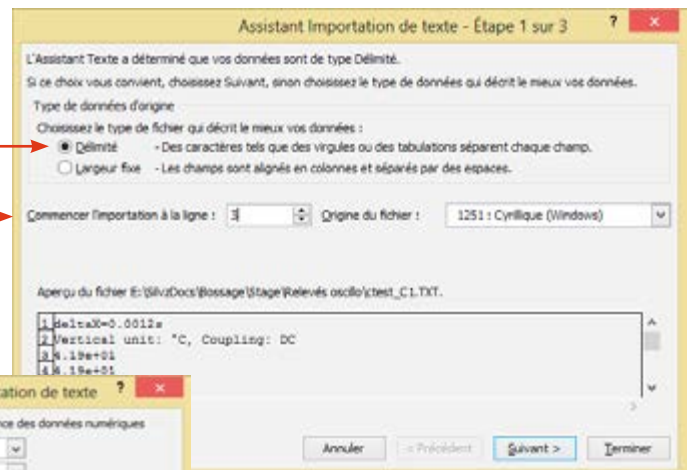 Assistant Importation de texte - Étape 1 sur 3 ? ×
L'Assistant Texte a déterminé que vos données sont de type Délimité.
Si ce choix vous convient, choisissez Suivant, sinon choisissez le type de données qui décrit le mieux vos données.
Type de données d'origine
Choisissez le type de fichier qui décrit le mieux vos données :
Délimité - Des caractères tels que des virgules ou des tabulations séparent chaque champ.
Largeur fixe - Les champs sont alignés en colonnes et séparés par des espaces.
Commencer l'importation à la ligne : 3 Origine du fichier : 1251 : Cyrillique (Windows)
Aperçu du fichier E:\SilvzDocs\Bossage\Stage\Relevés oscillo\ctest_C1.TXT.
1 deltaX=0.0012s
2 Vertical unit: °C, Coupling: DC
3 4.19e+01
4 4.19e+01
tation de texte ? ×
nce des données numériques
Annuler < Précédent Suivant > Terminer